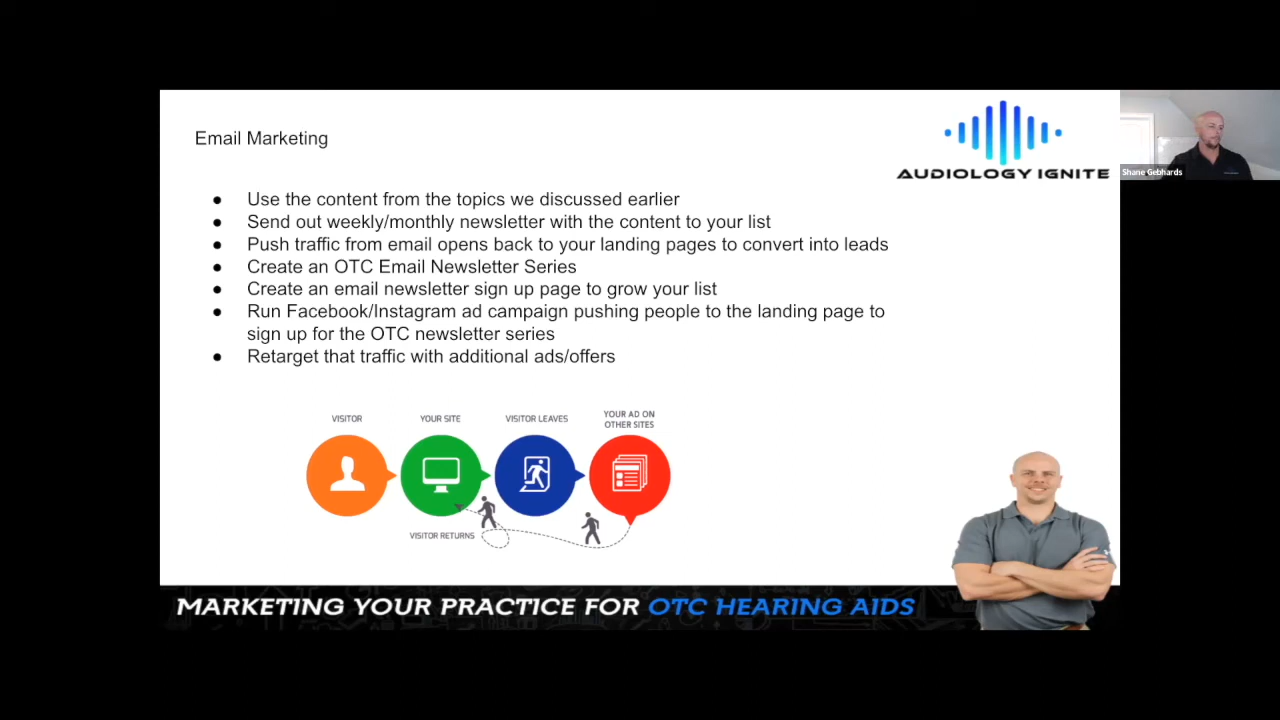 Email Marketing
AUDIOLOGY IGNITE
Shane Gebhards
● Use the content from the topics we discussed earlier
● Send out weekly/monthly newsletter with the content to your list
● Push traffic from email opens back to your landing pages to convert into leads
● Create an OTC Email Newsletter Series
● Create an email newsletter sign up page to grow your list
● Run Facebook/Instagram ad campaign pushing people to the landing page to
sign up for the OTC newsletter series
● Retarget that traffic with additional ads/offers
VISITOR
YOUR SITE
VISITOR LEAVES
YOUR AD ON
OTHER SITES
VISITOR RETURNS
MARKETING YOUR PRACTICE FOR OTC HEARING AIDS